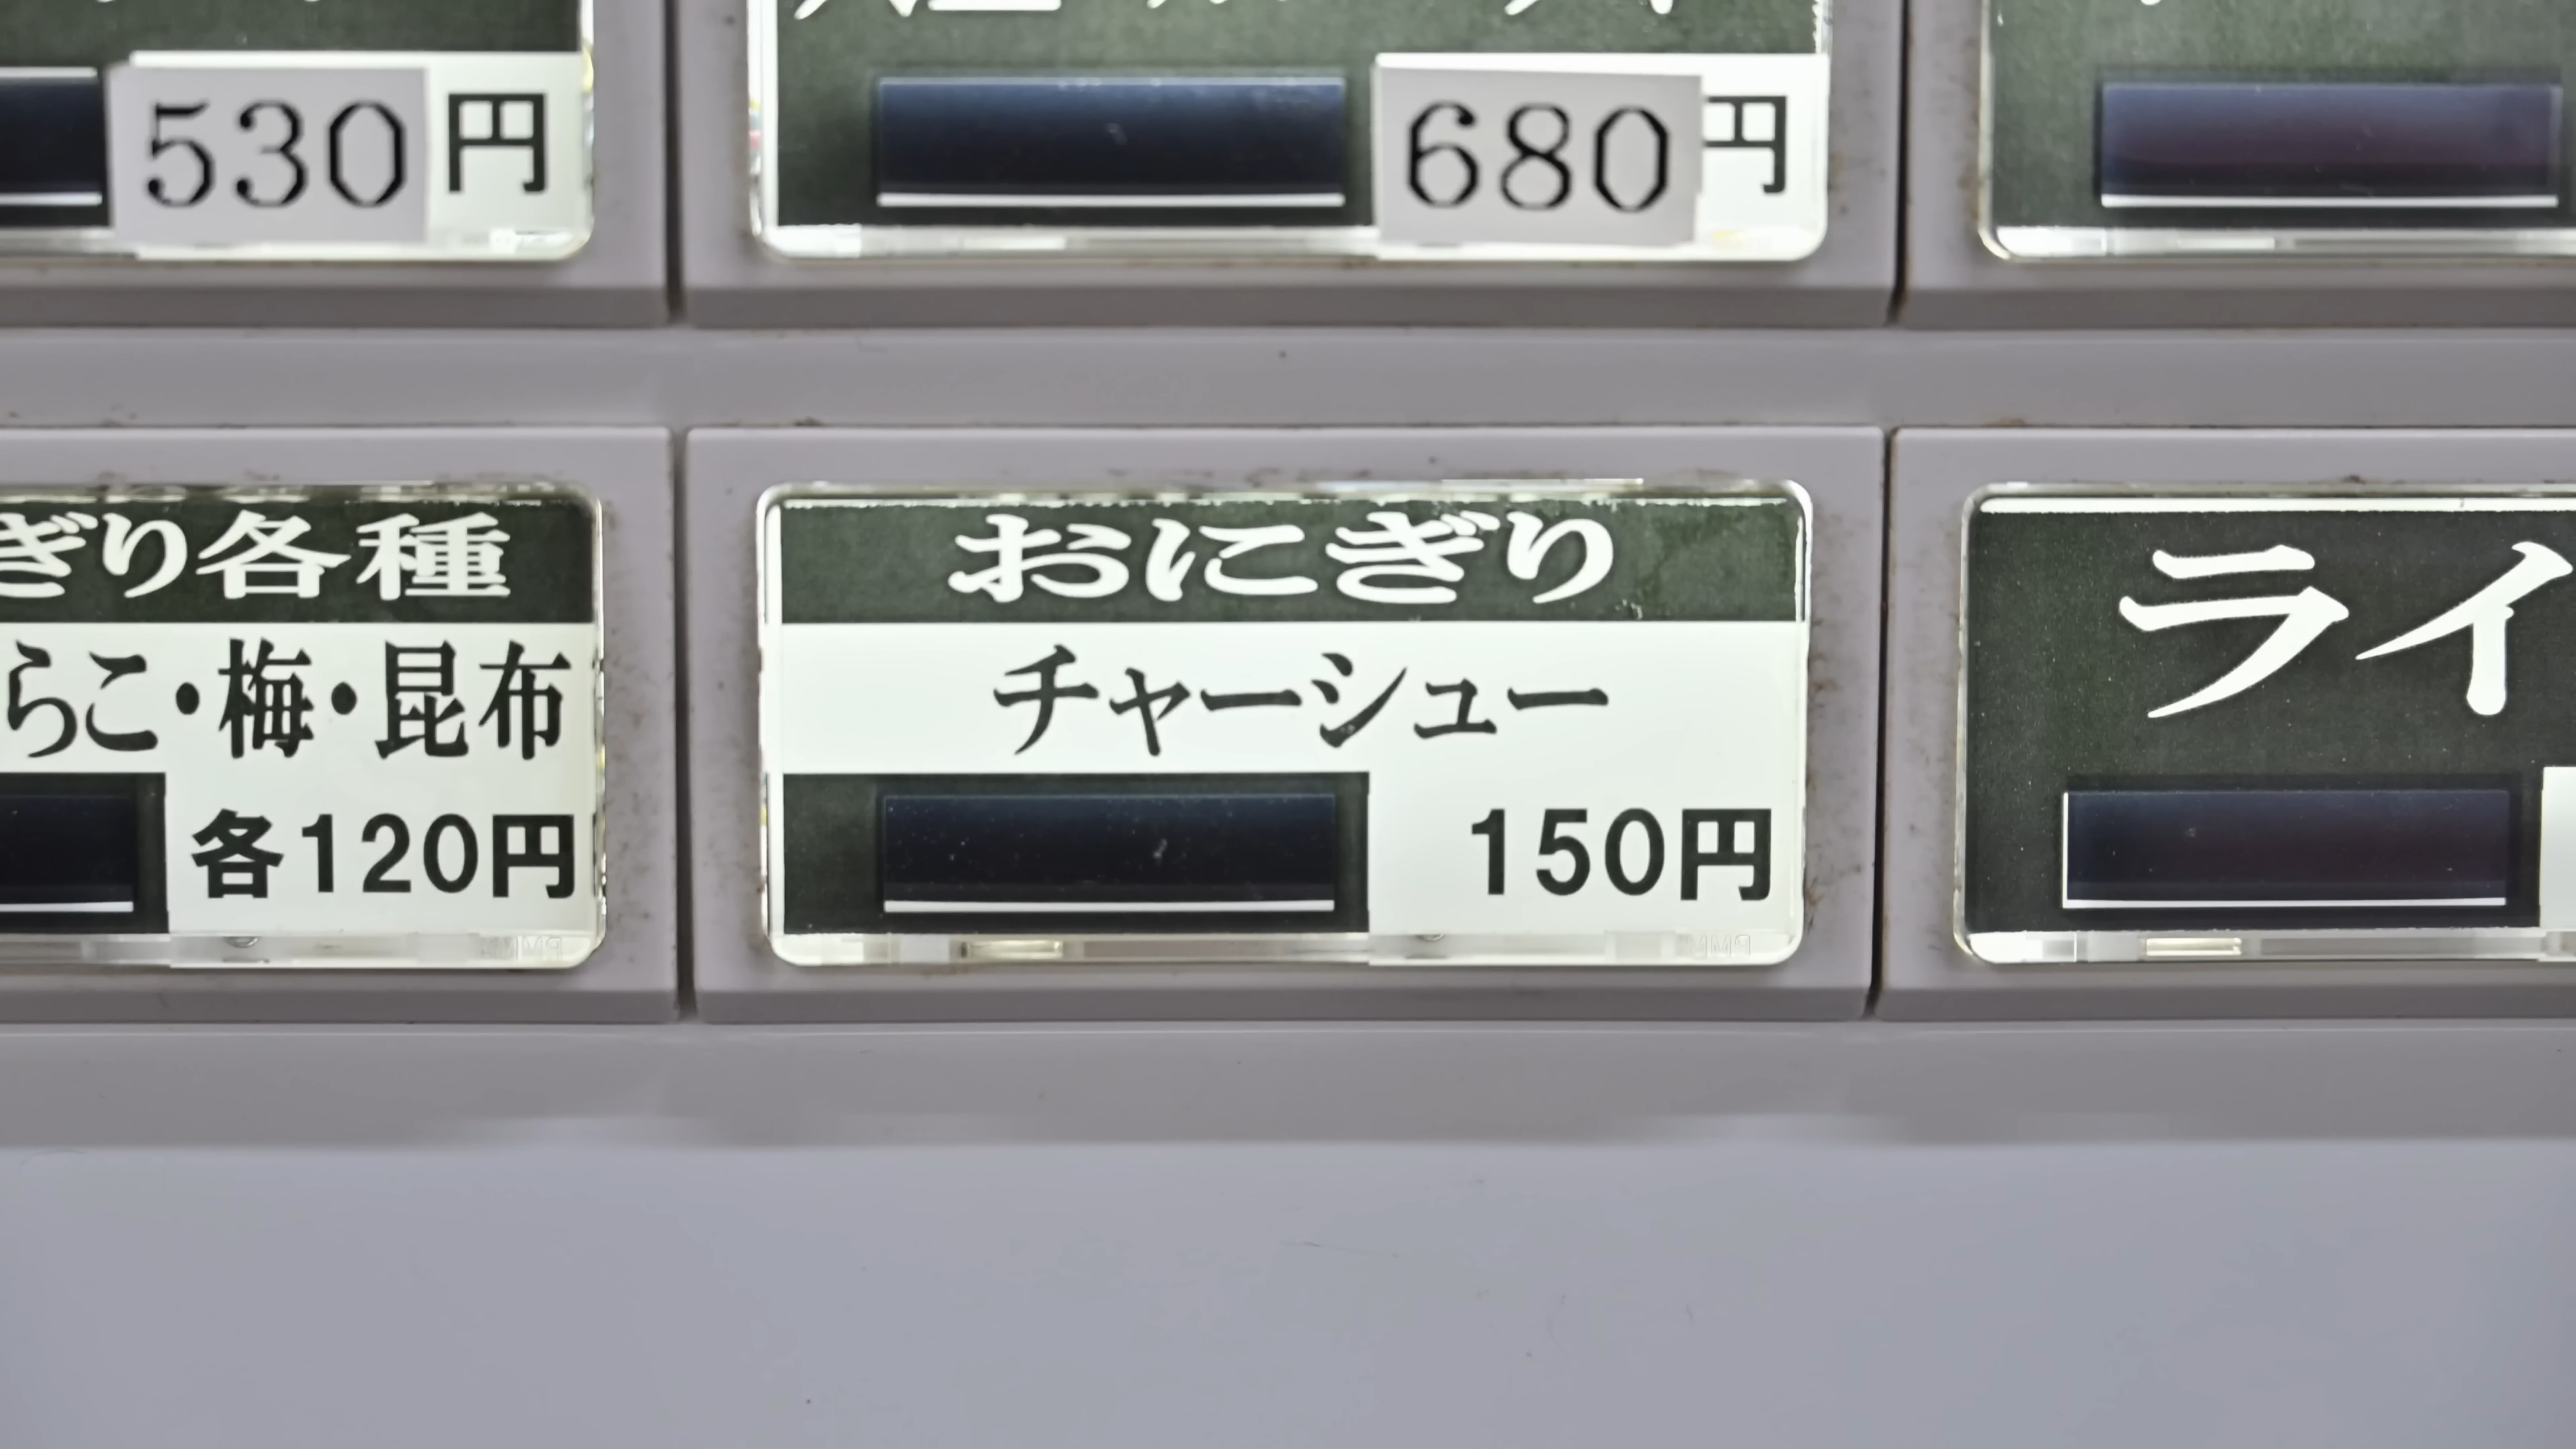 530円
680円
ぎり各種
らこ・梅・昆布
各120円
おにぎり
チャーシュー
150円
ライ